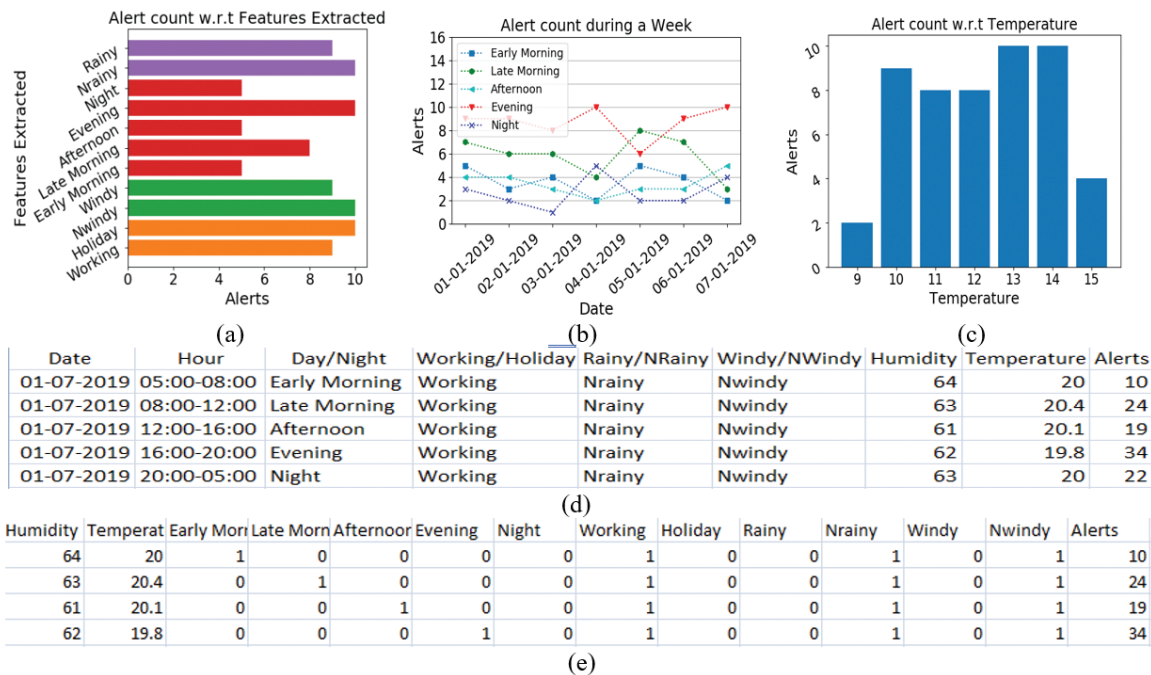 Alert count w.r.t Features Extracted
Features Extracted
Rainy
Nrainy
Night
Evening
Afternoon
Late Morning
Early Morning
Windy
Nwindy
Holiday
Working
0 2 4 6 8 10
Alerts
(a)
Alert count during a Week
Alerts
16
14
12
10
8
6
4
2
0
Early Morning
Late Morning
Afternoon
Evening
Night
01-01-2019
02-01-2019
03-01-2019
04-01-2019
05-01-2019
06-01-2019
07-01-2019
Date
(b)
Alert count w.r.t Temperature
Alerts
10
8
6
4
2
0
9 10 11 12 13 14 15
Temperature
(c)
Date Hour Day/Night Working/Holiday Rainy/NRainy Windy/NWindy Humidity Temperature Alerts
01-07-2019 05:00-08:00 Early Morning Working Nrainy Nwindy 64 20 10
01-07-2019 08:00-12:00 Late Morning Working Nrainy Nwindy 63 20.4 24
01-07-2019 12:00-16:00 Afternoon Working Nrainy Nwindy 61 20.1 19
01-07-2019 16:00-20:00 Evening Working Nrainy Nwindy 62 19.8 34
01-07-2019 20:00-05:00 Night Working Nrainy Nwindy 63 20 22
(d)
Humidity Temperat Early Morr Late Morn Afternoor Evening Night Working Holiday Rainy Nrainy Windy Nwindy Alerts
64 20 1 0 0 0 0 1 0 0 1 0 1 10
63 20.4 0 1 0 0 0 1 0 0 1 0 1 24
61 20.1 0 0 1 0 0 1 0 0 1 0 1 19
62 19.8 0 0 0 1 0 1 0 0 1 0 1 34
(e)